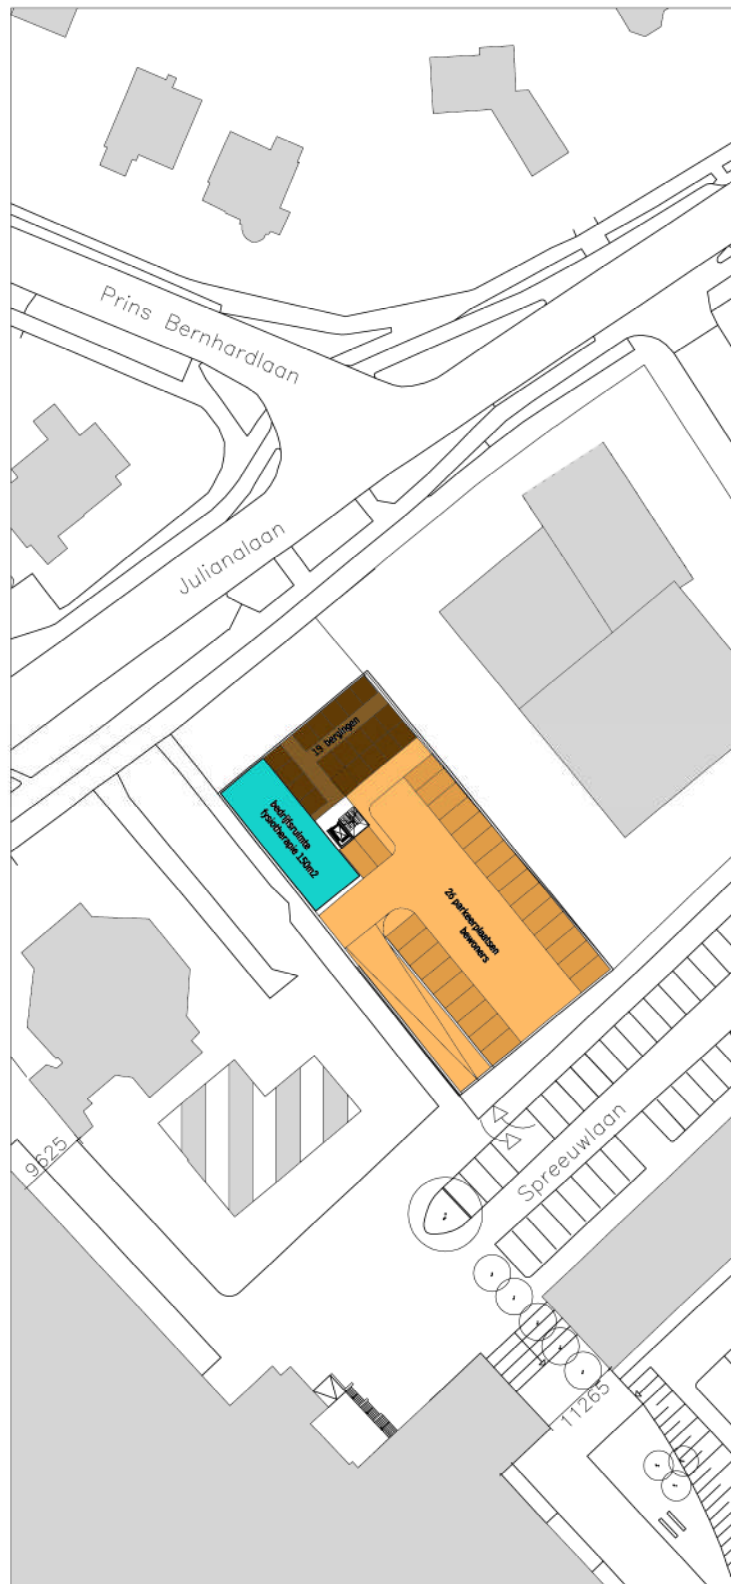 Prins Bernhardlaan
Julianalaan
19 bergingen
bedrijfsruimte
fysiotherapie 150m2
26 parkeerplaatsen
bewoners
Spreeuwlaan
9625
11265